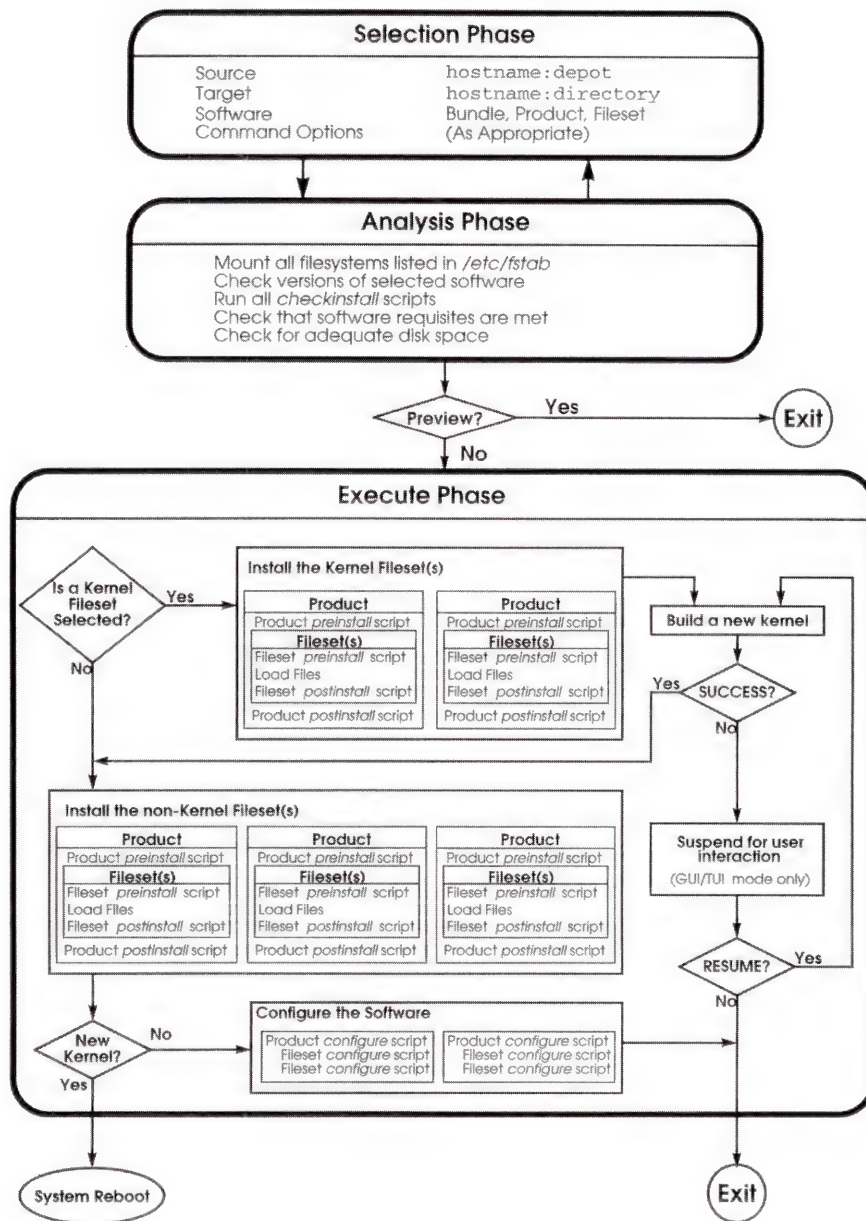 Selection Phase
Source hostname:depot
Target hostname:directory
Software Bundle, Product, Fileset
Command Options (As Appropriate)
Analysis Phase
Mount all filesystems listed in /etc/fstab
Check versions of selected software
Run all checkinstall scripts
Check that software requisites are met
Check for adequate disk space
Preview?
Yes
Exit
No
Execute Phase
Is a Kernel
Fileset
Selected?
Yes
No
Install the Kernel Fileset(s)
Product
Product preinstall script
Fileset(s)
Fileset preinstall script
Load Files
Fileset postinstall script
Product postinstall script
Product
Product preinstall script
Fileset(s)
Fileset preinstall script
Load Files
Fileset postinstall script
Product postinstall script
Build a new kernel
Yes
SUCCESS?
No
Install the non-Kernel Fileset(s)
Product
Product preinstall script
Fileset(s)
Fileset preinstall script
Load Files
Fileset postinstall script
Product postinstall script
Product
Product preinstall script
Fileset(s)
Fileset preinstall script
Load Files
Fileset postinstall script
Product postinstall script
Product
Product preinstall script
Fileset(s)
Fileset preinstall script
Load Files
Fileset postinstall script
Product postinstall script
Suspend for user
interaction
(GUI/TUI mode only)
RESUME?
Yes
No
New
Kernel?
No
Yes
Configure the Software
Product configure script
Fileset configure script
Fileset configure script
Product configure script
Fileset configure script
Fileset configure script
System Reboot
Exit